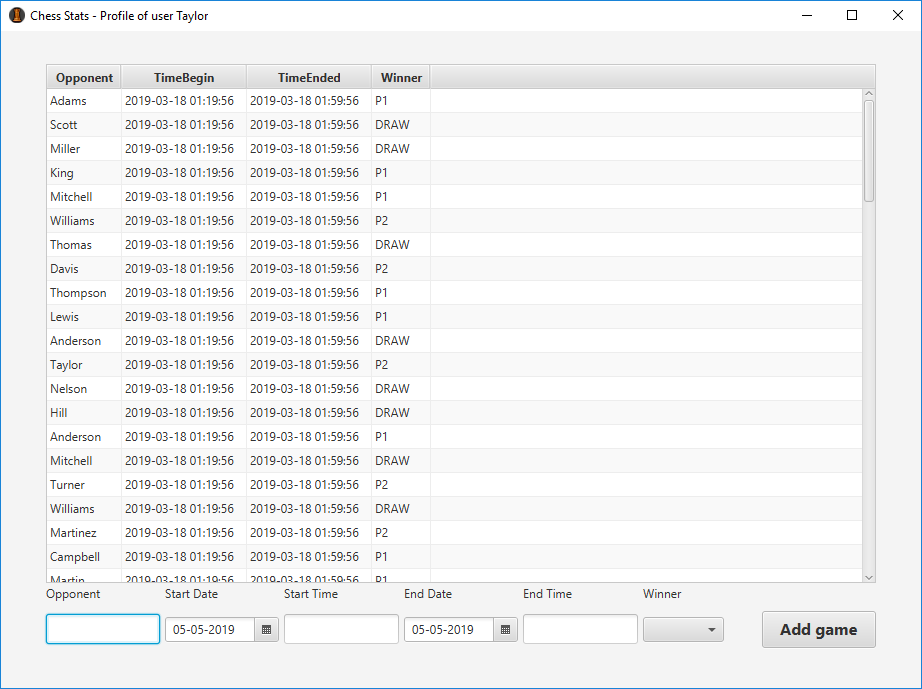 Chess Stats - Profile of user Taylor
Opponent TimeBegin TimeEnded Winner
Adams 2019-03-18 01:19:56 2019-03-18 01:59:56 P1
Scott 2019-03-18 01:19:56 2019-03-18 01:59:56 DRAW
Miller 2019-03-18 01:19:56 2019-03-18 01:59:56 DRAW
King 2019-03-18 01:19:56 2019-03-18 01:59:56 P1
Mitchell 2019-03-18 01:19:56 2019-03-18 01:59:56 P1
Williams 2019-03-18 01:19:56 2019-03-18 01:59:56 P2
Thomas 2019-03-18 01:19:56 2019-03-18 01:59:56 DRAW
Davis 2019-03-18 01:19:56 2019-03-18 01:59:56 P2
Thompson 2019-03-18 01:19:56 2019-03-18 01:59:56 P1
Lewis 2019-03-18 01:19:56 2019-03-18 01:59:56 P1
Anderson 2019-03-18 01:19:56 2019-03-18 01:59:56 DRAW
Taylor 2019-03-18 01:19:56 2019-03-18 01:59:56 P2
Nelson 2019-03-18 01:19:56 2019-03-18 01:59:56 DRAW
Hill 2019-03-18 01:19:56 2019-03-18 01:59:56 DRAW
Anderson 2019-03-18 01:19:56 2019-03-18 01:59:56 P1
Mitchell 2019-03-18 01:19:56 2019-03-18 01:59:56 DRAW
Turner 2019-03-18 01:19:56 2019-03-18 01:59:56 P2
Williams 2019-03-18 01:19:56 2019-03-18 01:59:56 DRAW
Martinez 2019-03-18 01:19:56 2019-03-18 01:59:56 P2
Campbell 2019-03-18 01:19:56 2019-03-18 01:59:56 P1
Martin 2019-03-18 01:19:56 2019-03-18 01:59:56 P1
Opponent Start Date Start Time End Date End Time Winner
05-05-2019 05-05-2019 Add game